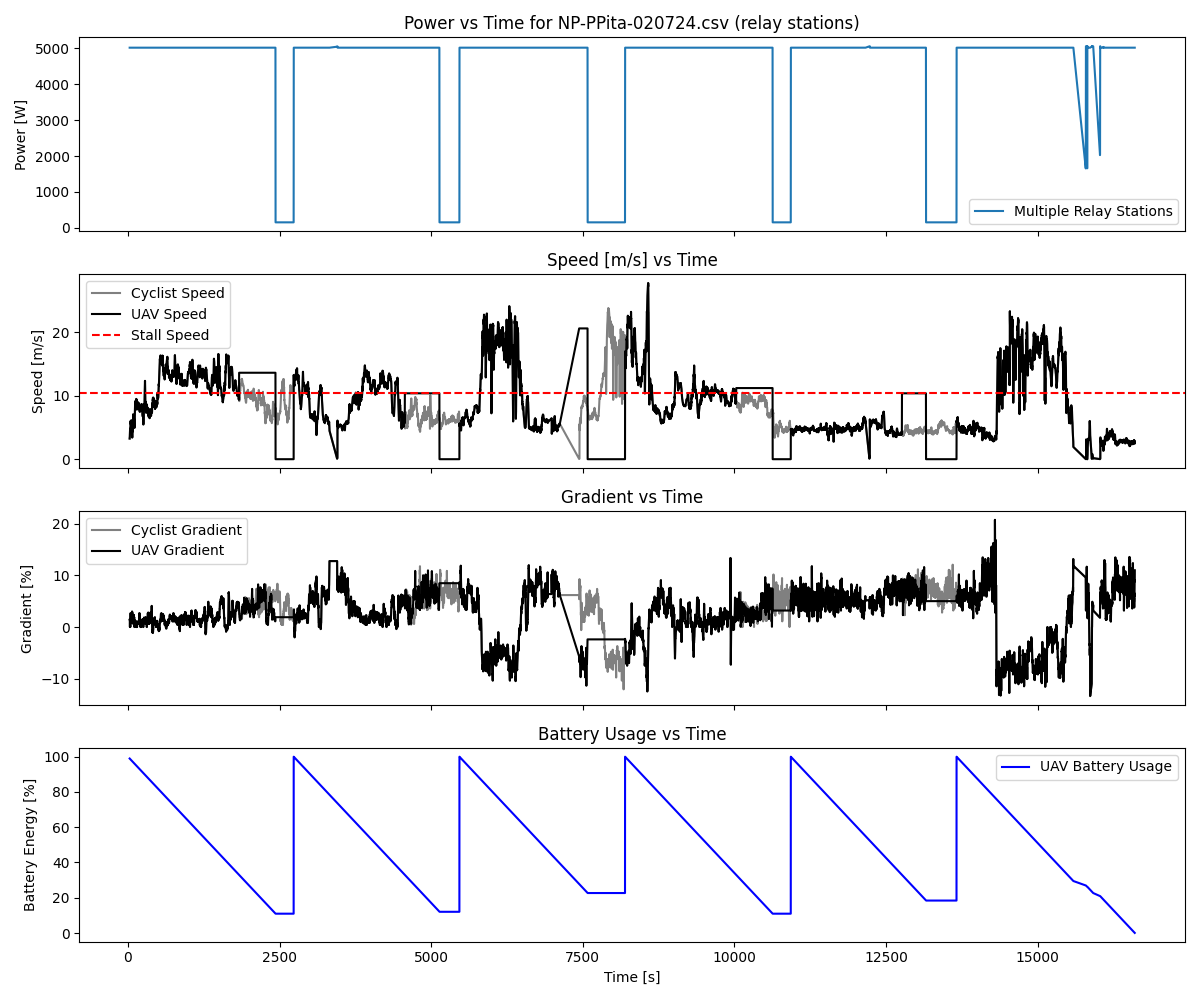 Power vs Time for NP-PPita-020724.csv (relay stations)
Power [W]
5000
4000
3000
2000
1000
0
Multiple Relay Stations
Speed [m/s] vs Time
Speed [m/s]
20
10
0
Cyclist Speed
UAV Speed
Stall Speed
Gradient vs Time
Gradient [%]
20
10
0
−10
Cyclist Gradient
UAV Gradient
Battery Usage vs Time
Battery Energy [%]
100
80
60
40
20
0
UAV Battery Usage
0 2500 5000 7500 10000 12500 15000
Time [s]